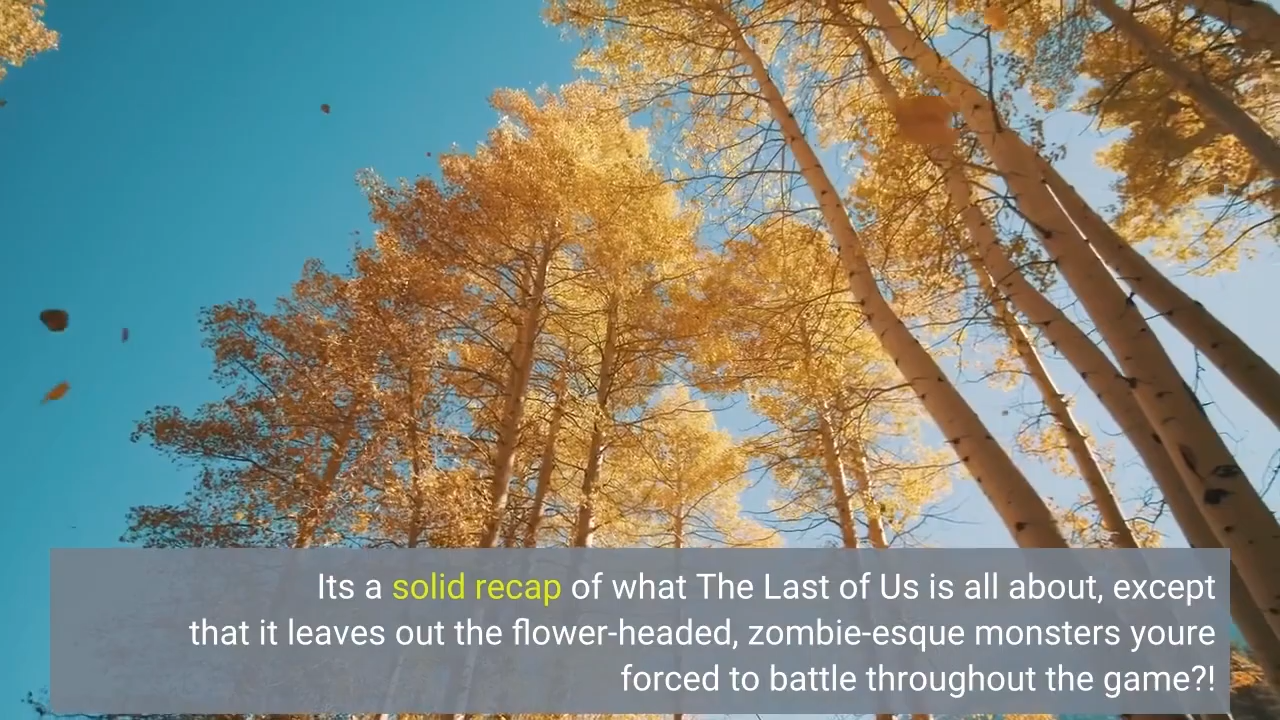 Its a solid recap of what The Last of Us is all about, except
that it leaves out the flower-headed, zombie-esque monsters youre
forced to battle throughout the game?!